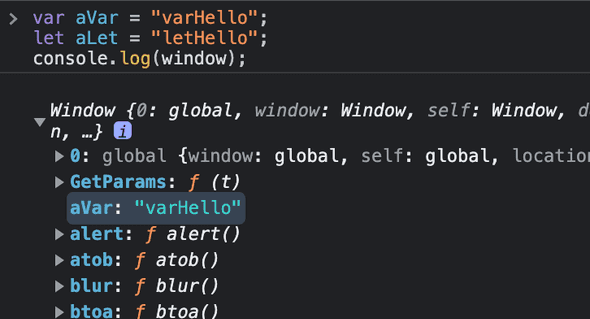 > var aVar = "varHello";
let aLet = "letHello";
console.log(window);
Window {0: global, window: Window, self: Window, d
n, …} i
0: global {window: global, self: global, location
GetParams: ƒ (t)
aVar: "varHello"
alert: ƒ alert()
atob: ƒ atob()
blur: ƒ blur()
btoa: ƒ btoa()